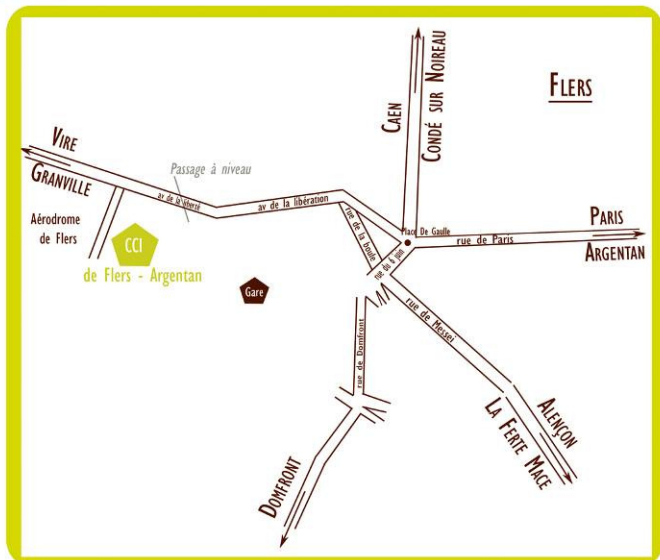 FLERS
CAEN
CONDÉ SUR NOIREAU
VIRE
GRANVILLE
Passage à niveau
av de la liberté
av de la libération
rue de la boule
Place De Gaulle
PARIS
rue de Paris
ARGENTAN
Aérodrome
de Flers
CCI
de Flers - Argentan
Gare
rue du 6 juin
rue de Messei
rue de Domfront
ALENÇON
LA FERTE MACE
DOMFRONT